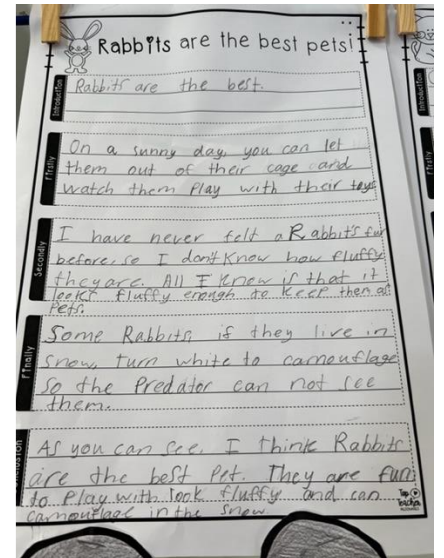 Rabbits are the best pets!
Introduction
Rabbits are the best.
Firstly
On a sunny day, you can let
them out of their cage and
watch them play with their toys
Secondly
I have never felt a Rabbits fur
before, so I don't know how fluffy
they are. All I know is that it
looks fluffy enough to keep them as
pets.
Finally
Some Rabbits, if they live in
snow, turn white to camouflage
so the predator can not see
them.
As you can see, I think Rabbits
are the best Pet. They are fun
to play with look fluffy and can
camouflage in the snow.
Top
Teacher